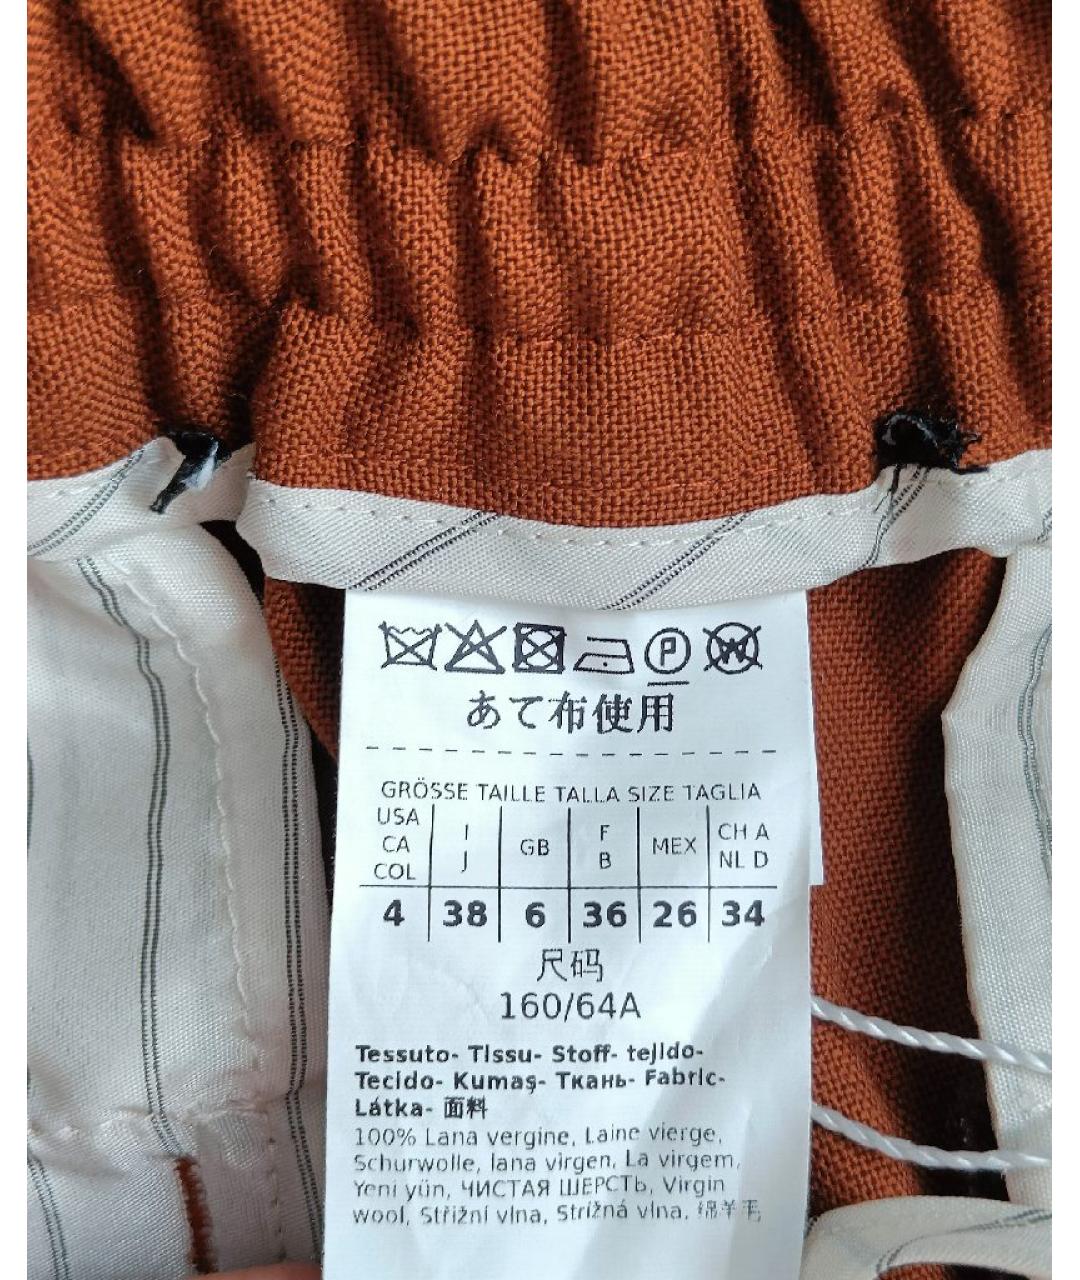 あて布使用
GRÖSSE TAILLE TALLA SIZE TAGLIA
USA CA COL | I J | GB | F B | MEX | CH A NL D
4 | 38 | 6 | 36 | 26 | 34
尺码
160/64A
Tessuto- Tissu- Stoff- tejido-
Tecido- Kumaş- Ткань- Fabric-
Látka- 面料
100% Lana vergine, Laine vierge,
Schurwolle, lana virgen, La virgem,
Yeni yün, ЧИСТАЯ ШЕРСТЬ, Virgin
wool, Střižní vlna, Strižná vlna, 绵羊毛